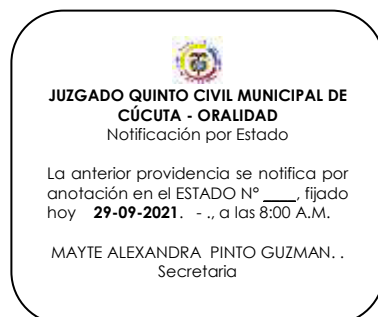 JUZGADO QUINTO CIVIL MUNICIPAL DE
CÚCUTA - ORALIDAD
Notificación por Estado
La anterior providencia se notifica por
anotación en el ESTADO N° ____, fijado
hoy 29-09-2021. - ., a las 8:00 A.M.
MAYTE ALEXANDRA PINTO GUZMAN. .
Secretaria